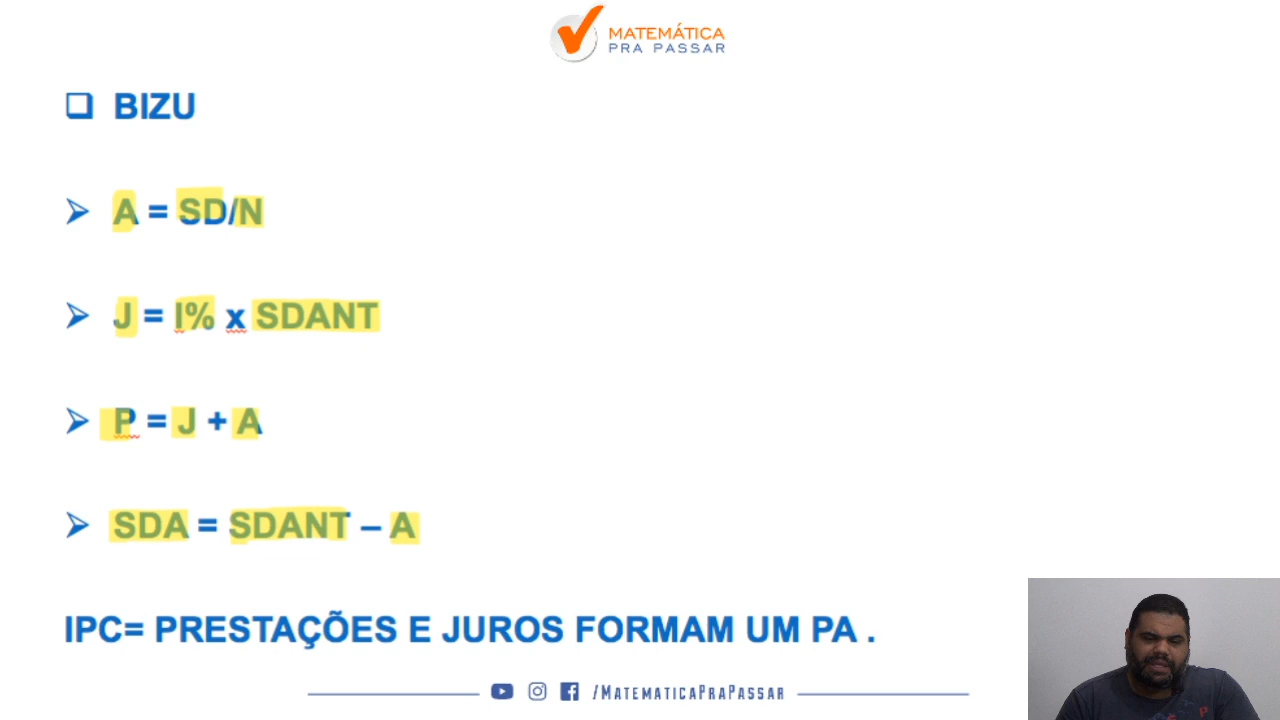 MATEMÁTICA
PRA PASSAR
BIZU
A = SD/N
J = I% x SDANT
P = J + A
SDA = SDANT – A
IPC= PRESTAÇÕES E JUROS FORMAM UM PA .
/MATEMATICAPRAPASSAR